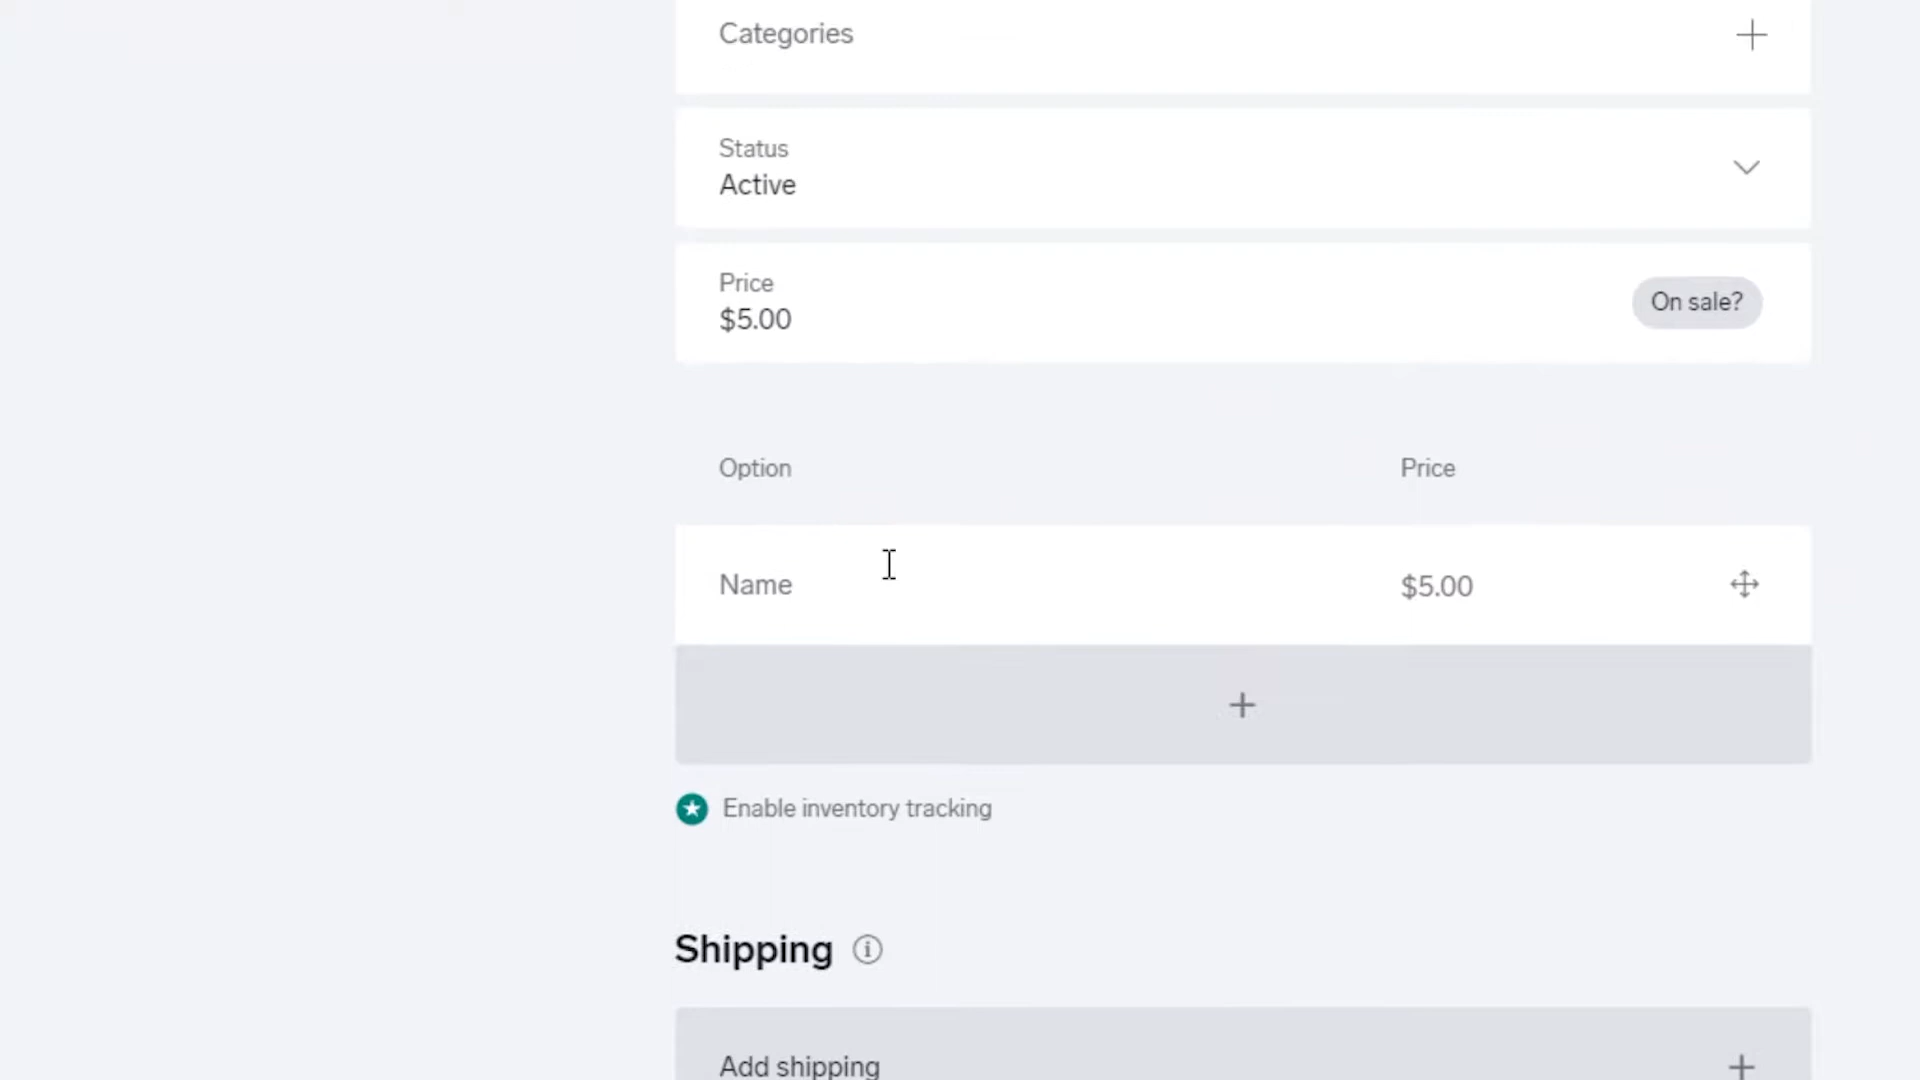 Categories
Status
Active
Price
$5.00
On sale?
Option
Price
Name
$5.00
Enable inventory tracking
Shipping
Add shipping